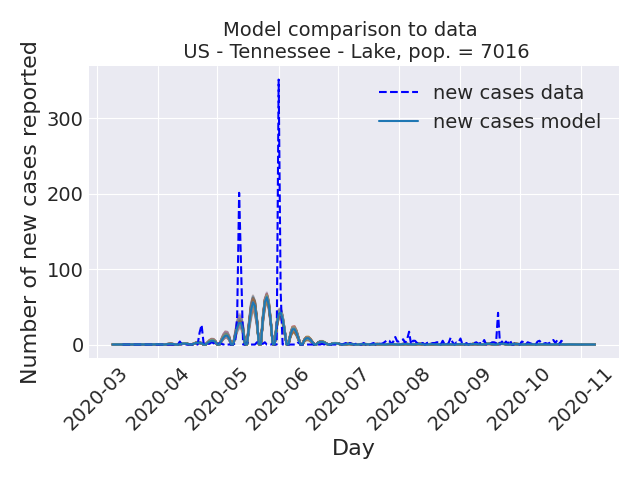 Model comparison to data
US - Tennessee - Lake, pop. = 7016
Number of new cases reported
300
200
100
0
new cases data
new cases model
2020-03
2020-04
2020-05
2020-06
2020-07
2020-08
2020-09
2020-10
2020-11
Day